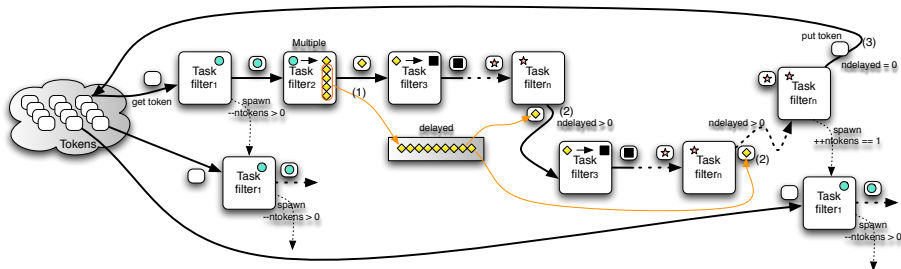 put token
(3)
ndelayed = 0
Multiple
Task
filter1
Task
filter2
(1)
Task
filter3
Task
filtern
(2)
ndelayed > 0
Task
filtern
get token
spawn
--ntokens > 0
Tokens
delayed
ndelayed > 0
spawn
++ntokens == 1
Task
filter1
spawn
--ntokens > 0
Task
filter3
Task
filtern
(2)
Task
filter1
spawn
--ntokens > 0